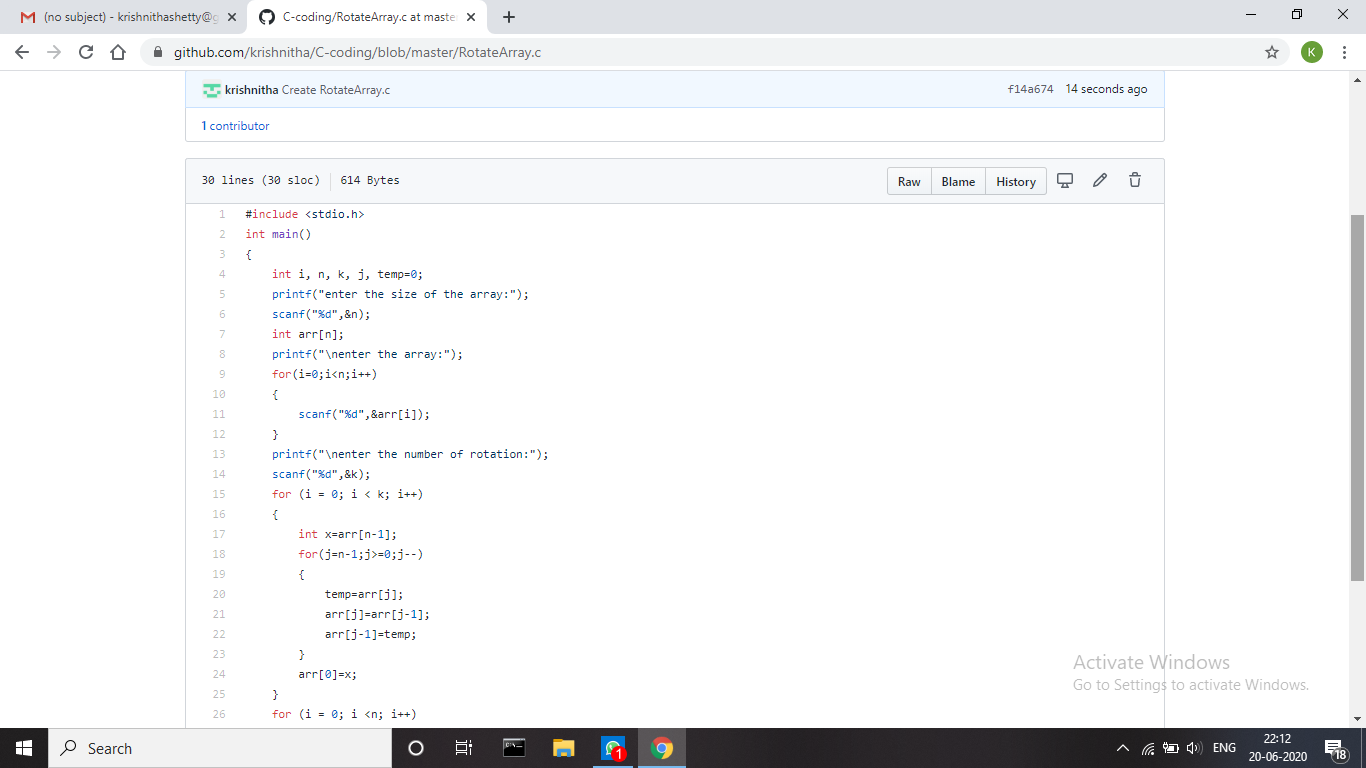 (no subject) - krishnithashetty@g
C-coding/RotateArray.c at maste
github.com/krishnitha/C-coding/blob/master/RotateArray.c
K
krishnitha Create RotateArray.c
f14a674 14 seconds ago
1 contributor
30 lines (30 sloc) 614 Bytes
Raw Blame History
1 #include <stdio.h>
2 int main()
3 {
4 int i, n, k, j, temp=0;
5 printf("enter the size of the array:");
6 scanf("%d",&n);
7 int arr[n];
8 printf("\nenter the array:");
9 for(i=0;i<n;i++)
10 {
11 scanf("%d",&arr[i]);
12 }
13 printf("\nenter the number of rotation:");
14 scanf("%d",&k);
15 for (i = 0; i < k; i++)
16 {
17 int x=arr[n-1];
18 for(j=n-1;j>=0;j--)
19 {
20 temp=arr[j];
21 arr[j]=arr[j-1];
22 arr[j-1]=temp;
23 }
24 arr[0]=x;
25 }
26 for (i = 0; i <n; i++)
Activate Windows
Go to Settings to activate Windows.
Search
1
ENG
22:12
20-06-2020
18